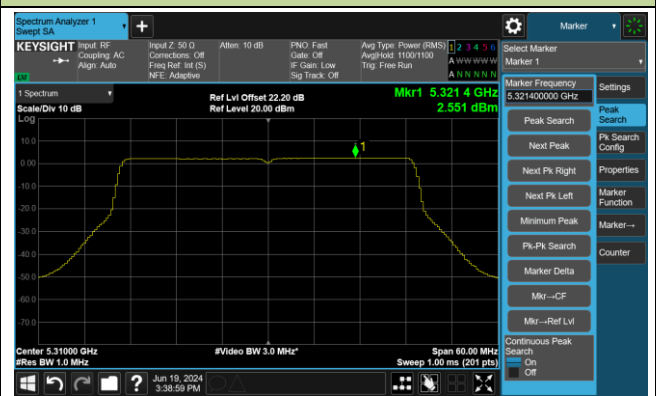 Spectrum Analyzer 1
Swept SA
Marker
KEYSIGHT
Input: RF
Coupling: AC
Align: Auto
Input Z: 50 Ω
Corrections: Off
Freq Ref: Int (S)
NFE: Adaptive
Atten: 10 dB
PNO: Fast
Gate: Off
IF Gain: Low
Sig Track: Off
Avg Type: Power (RMS)
Avg|Hold: 1100/1100
Trig: Free Run
1 2 3 4 5 6
A W W W W W
A N N N N N
Select Marker
Marker 1
1 Spectrum
Scale/Div 10 dB
Log
Ref Lvl Offset 22.20 dB
Ref Level 20.00 dBm
Mkr1 5.321 4 GHz
2.551 dBm
10.0
0.00
-10.0
-20.0
-30.0
-40.0
-50.0
-60.0
-70.0
1
Center 5.31000 GHz
#Res BW 1.0 MHz
#Video BW 3.0 MHz*
Span 60.00 MHz
Sweep 1.00 ms (201 pts)
Marker Frequency
5.321400000 GHz
Peak Search
Next Peak
Next Pk Right
Next Pk Left
Minimum Peak
Pk-Pk Search
Marker Delta
Mkr→CF
Mkr→Ref Lvl
Continuous Peak
Search
On
Off
Settings
Peak
Search
Pk Search
Config
Properties
Marker
Function
Marker→
Counter
Jun 19, 2024
3:38:59 PM